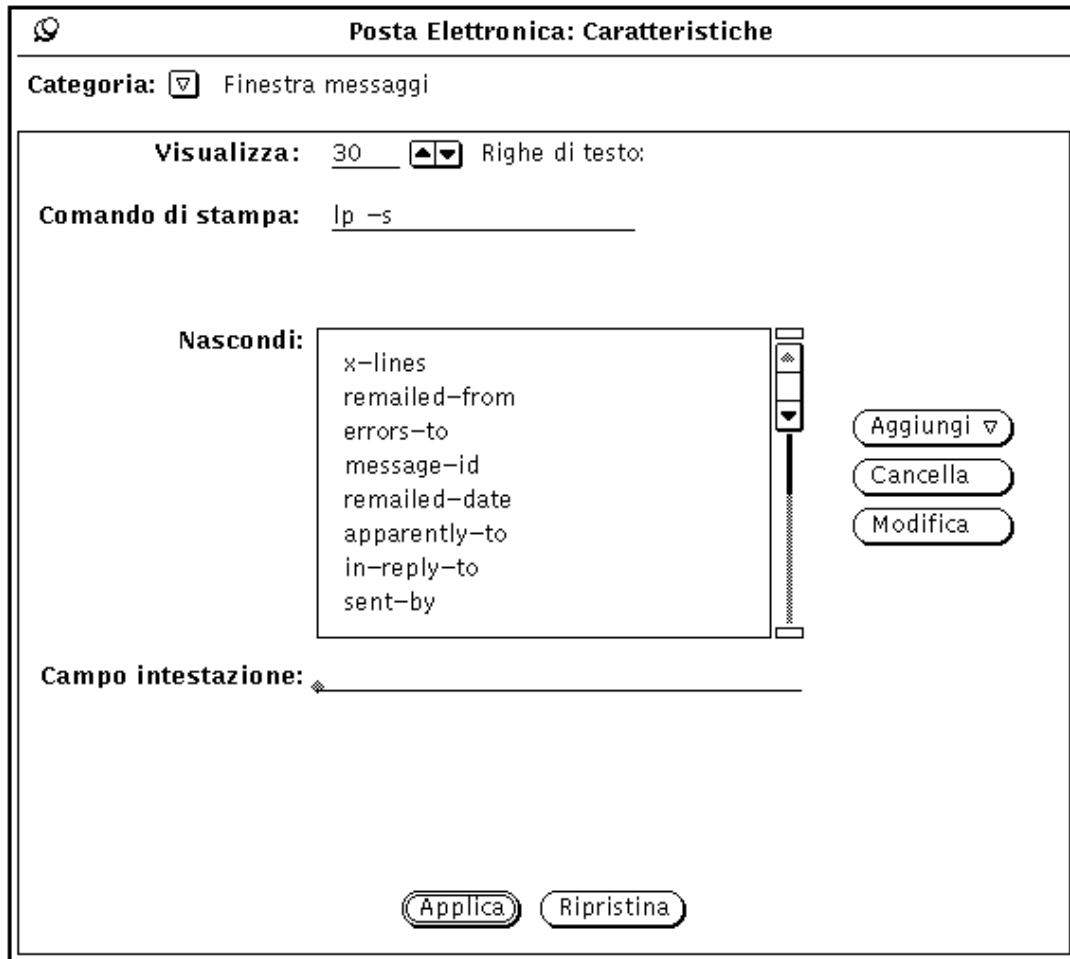 Posta Elettronica: Caratteristiche
Categoria: Finestra messaggi
Visualizza: 30 Righe di testo:
Comando di stampa: lp -s
Nascondi:
x-lines
remailed-from
errors-to
message-id
remailed-date
apparently-to
in-reply-to
sent-by
Aggiungi
Cancella
Modifica
Campo intestazione:
Applica Ripristina